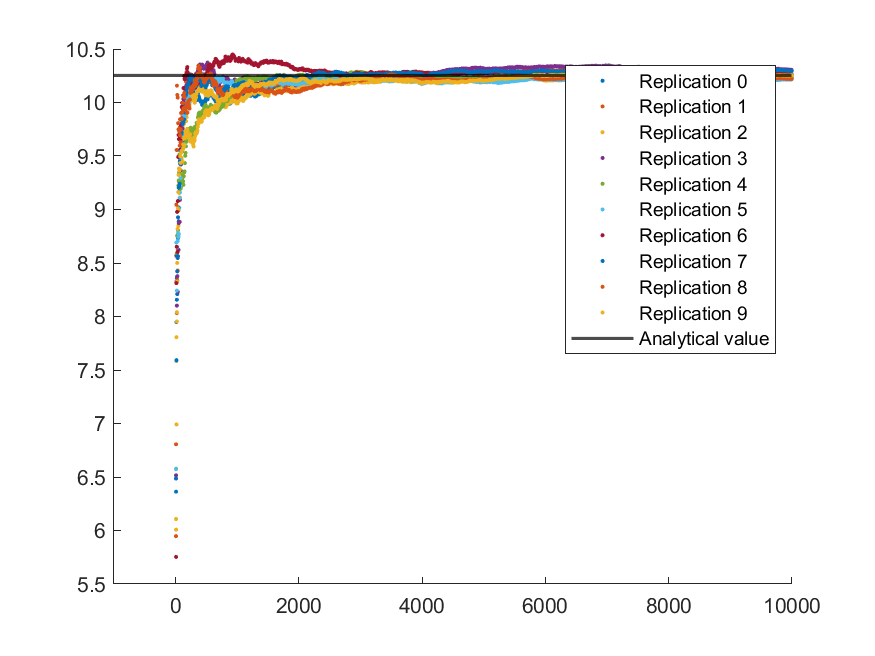 10.5
10
9.5
9
8.5
8
7.5
7
6.5
6
5.5
0
2000
4000
6000
8000
10000
Replication 0
Replication 1
Replication 2
Replication 3
Replication 4
Replication 5
Replication 6
Replication 7
Replication 8
Replication 9
Analytical value